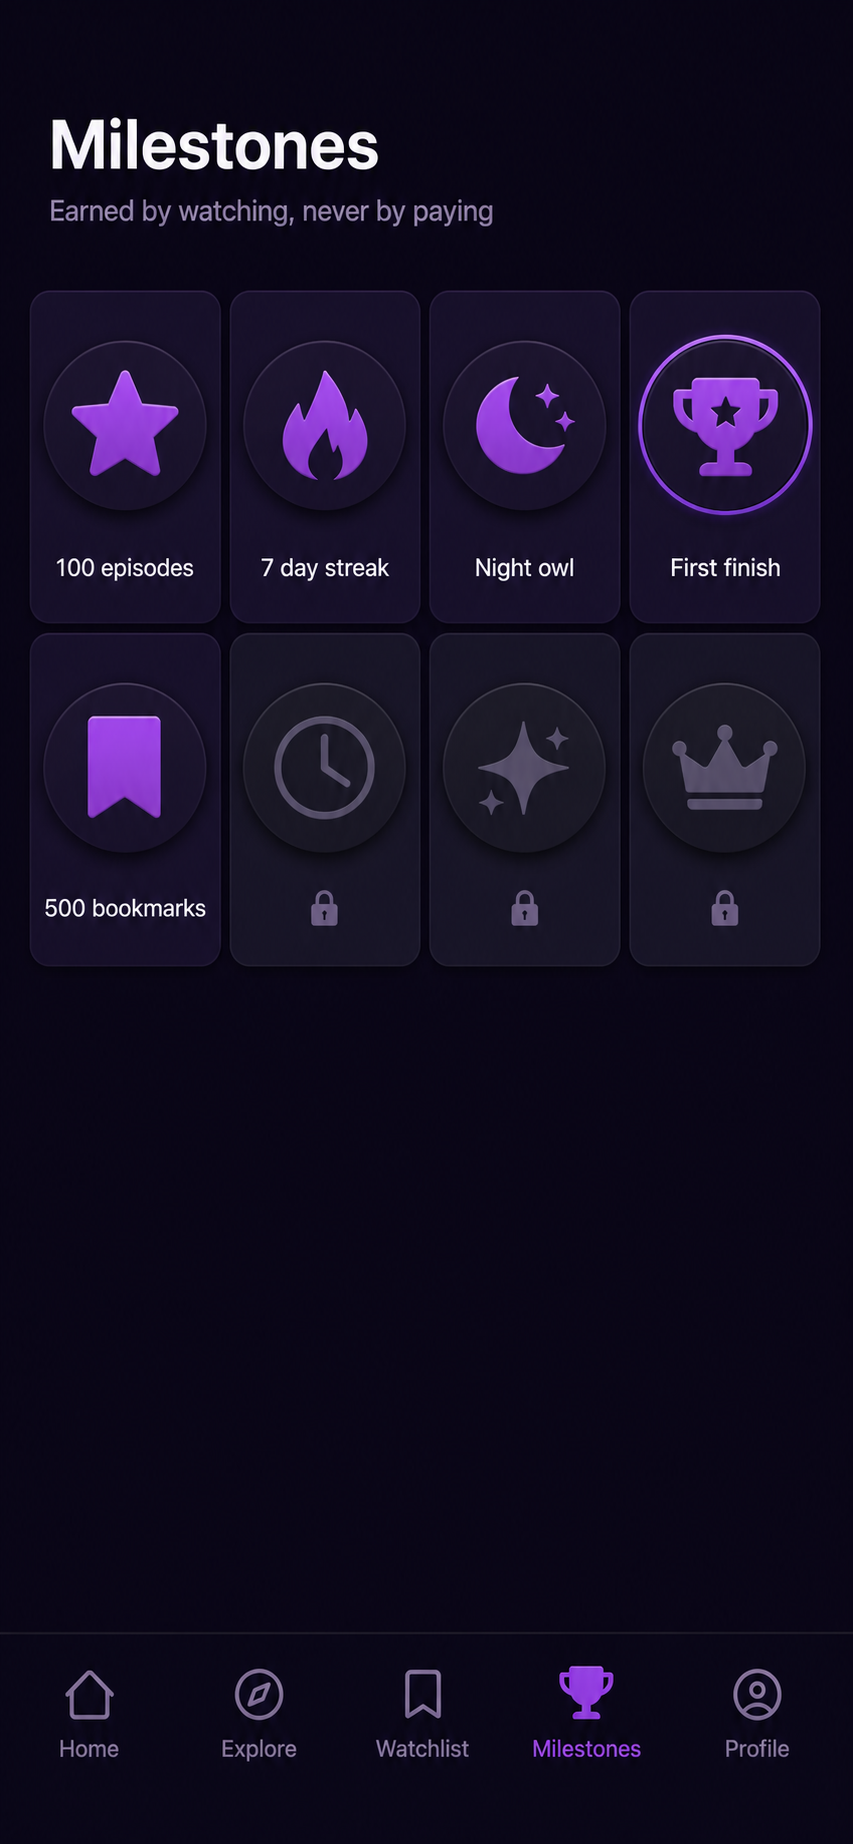 Milestones
Earned by watching, never by paying
100 episodes
7 day streak
Night owl
First finish
500 bookmarks
Home
Explore
Watchlist
Milestones
Profile